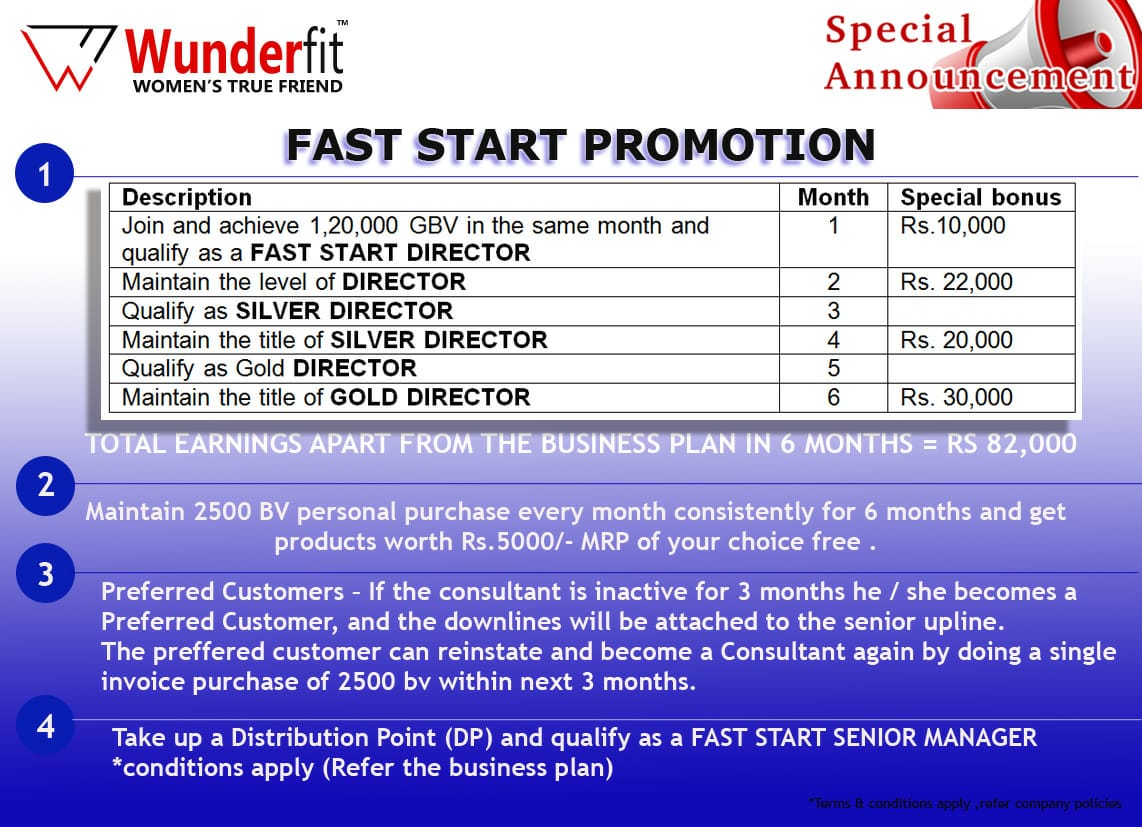 Wunderfit™
WOMEN'S TRUE FRIEND
Special
Announcement
FAST START PROMOTION
1
Description Month Special bonus
Join and achieve 1,20,000 GBV in the same month and 1 Rs.10,000
qualify as a FAST START DIRECTOR
Maintain the level of DIRECTOR 2 Rs. 22,000
Qualify as SILVER DIRECTOR 3
Maintain the title of SILVER DIRECTOR 4 Rs. 20,000
Qualify as Gold DIRECTOR 5
Maintain the title of GOLD DIRECTOR 6 Rs. 30,000
TOTAL EARNINGS APART FROM THE BUSINESS PLAN IN 6 MONTHS = RS 82,000
2
Maintain 2500 BV personal purchase every month consistently for 6 months and get
products worth Rs.5000/- MRP of your choice free .
3
Preferred Customers – If the consultant is inactive for 3 months he / she becomes a
Preferred Customer, and the downlines will be attached to the senior upline.
The preffered customer can reinstate and become a Consultant again by doing a single
invoice purchase of 2500 bv within next 3 months.
4
Take up a Distribution Point (DP) and qualify as a FAST START SENIOR MANAGER
*conditions apply (Refer the business plan)
*Terms & conditions apply ,refer company policies